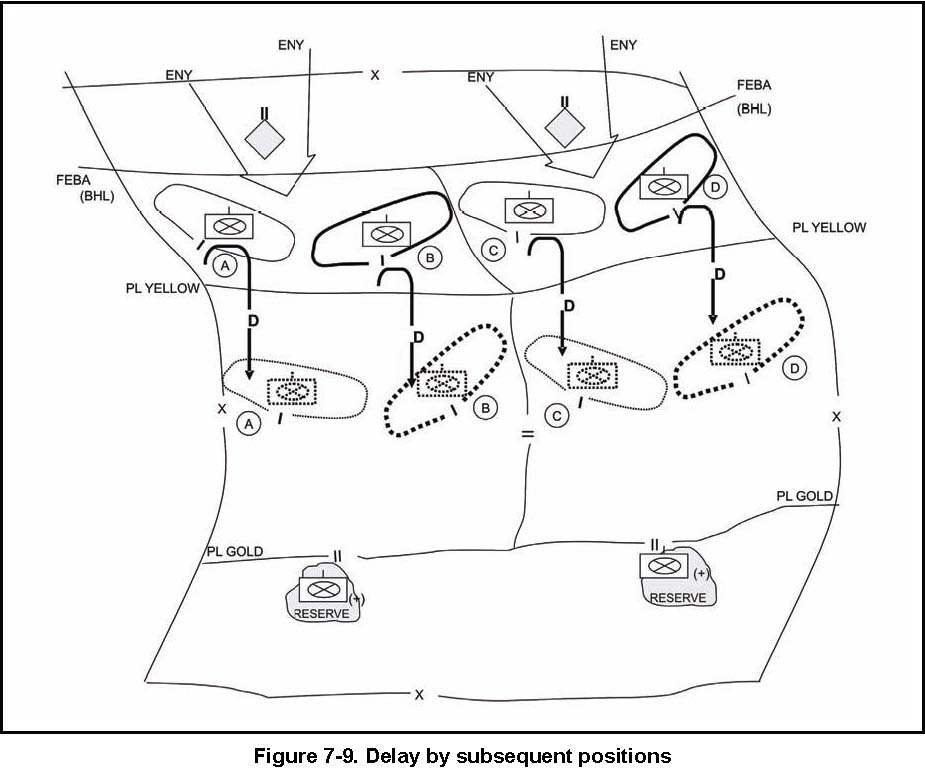 ENY
ENY
X
ENY
ENY
II
II
FEBA
(BHL)
FEBA
(BHL)
I
A
I
B
I
C
I
D
PL YELLOW
PL YELLOW
D
D
D
D
X
I
A
I
B
I
C
I
D
=
X
PL GOLD
PL GOLD
II
(+)
RESERVE
II
(+)
RESERVE
X
Figure 7-9. Delay by subsequent positions